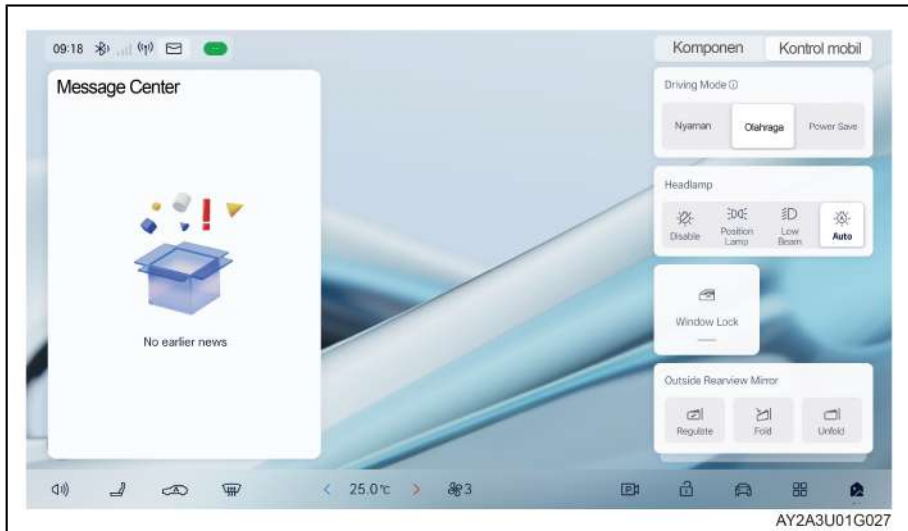 09:18
Komponen Kontrol mobil
Message Center
No earlier news
Driving Mode
Nyaman Olahraga Power Save
Headlamp
Disable Position Lamp Low Beam Auto
Window Lock
Outside Rearview Mirror
Regulate Fold Unfold
25.0℃ 3
AY2A3U01G027